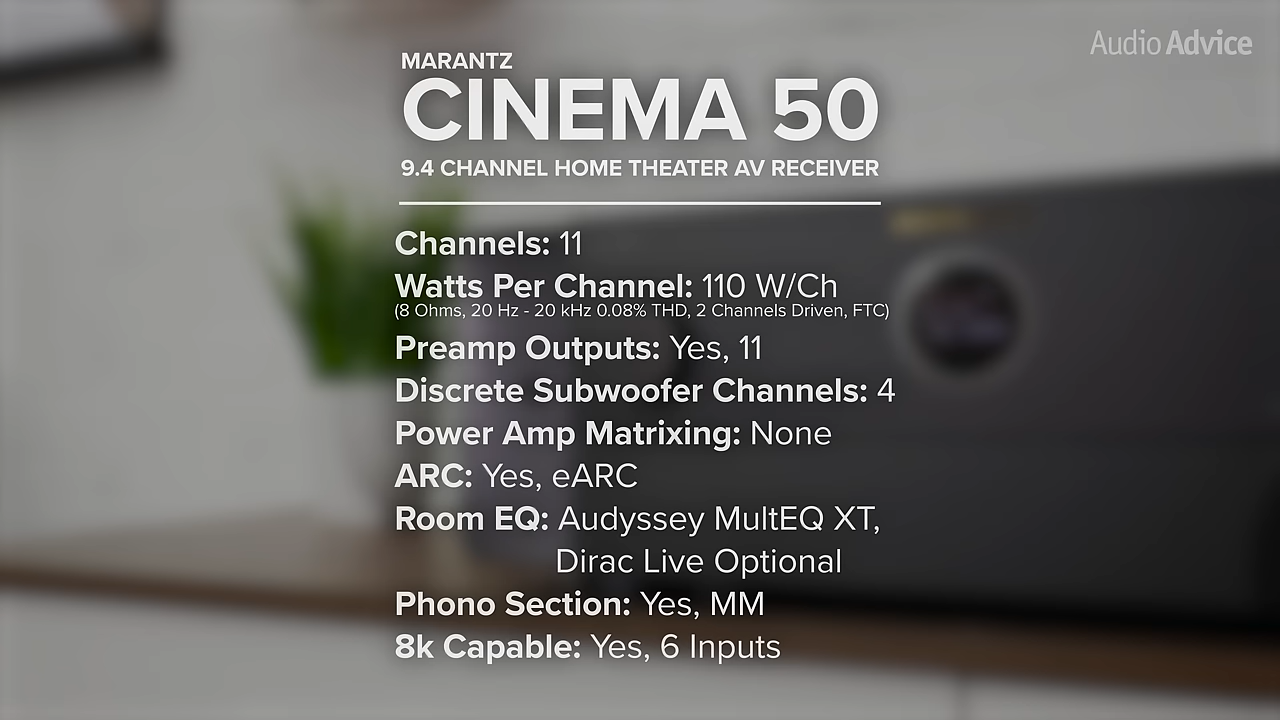 Audio Advice
MARANTZ
CINEMA 50
9.4 CHANNEL HOME THEATER AV RECEIVER
Channels: 11
Watts Per Channel: 110 W/Ch
(8 Ohms, 20 Hz - 20 kHz 0.08% THD, 2 Channels Driven, FTC)
Preamp Outputs: Yes, 11
Discrete Subwoofer Channels: 4
Power Amp Matrixing: None
ARC: Yes, eARC
Room EQ: Audyssey MultEQ XT,
Dirac Live Optional
Phono Section: Yes, MM
8k Capable: Yes, 6 Inputs